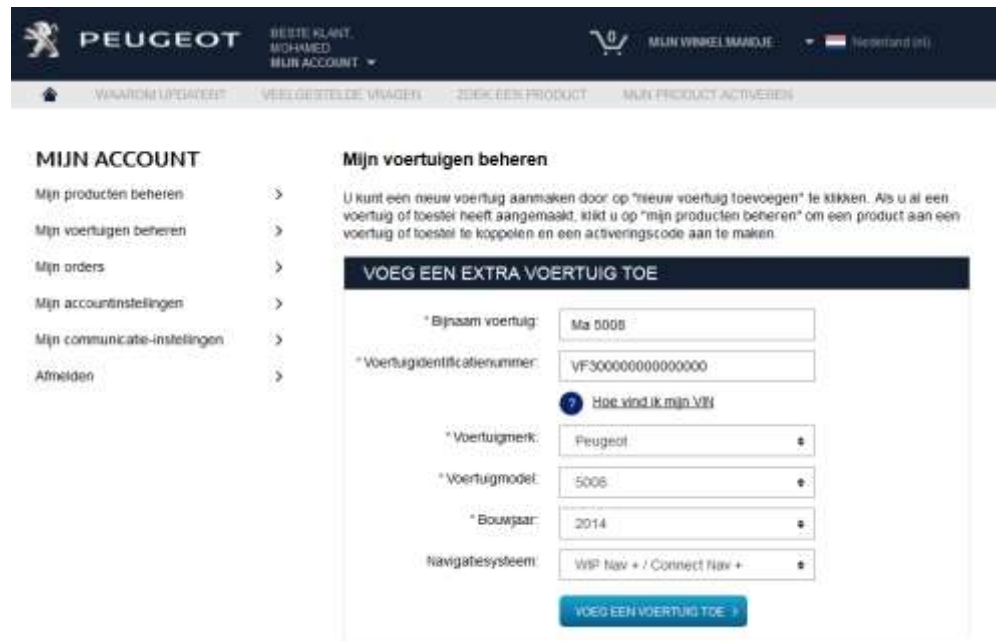 PEUGEOT
BESTE KLANT,
MOHAMED
MIJN ACCOUNT
0
MIJN WINKELMANDJE
Nederland (nl)
WAAROM UPDATEN?
VEELGESTELDE VRAGEN
ZOEK EEN PRODUCT
MIJN PRODUCT ACTIVEREN
MIJN ACCOUNT
Mijn producten beheren
Mijn voertuigen beheren
Mijn orders
Mijn accountinstellingen
Mijn communicatie-instellingen
Afmelden
Mijn voertuigen beheren
U kunt een nieuw voertuig aanmaken door op "nieuw voertuig toevoegen" te klikken. Als u al een
voertuig of toestel heeft aangemaakt, klikt u op "mijn producten beheren" om een product aan een
voertuig of toestel te koppelen en een activeringscode aan te maken.
VOEG EEN EXTRA VOERTUIG TOE
* Bijnaam voertuig: Ma 5008
* Voertuigidentificatienummer: VF300000000000000
? Hoe vind ik mijn VIN
* Voertuigmerk: Peugeot
* Voertuigmodel: 5008
* Bouwjaar: 2014
Navigatiesysteem: WIP Nav + / Connect Nav +
VOEG EEN VOERTUIG TOE